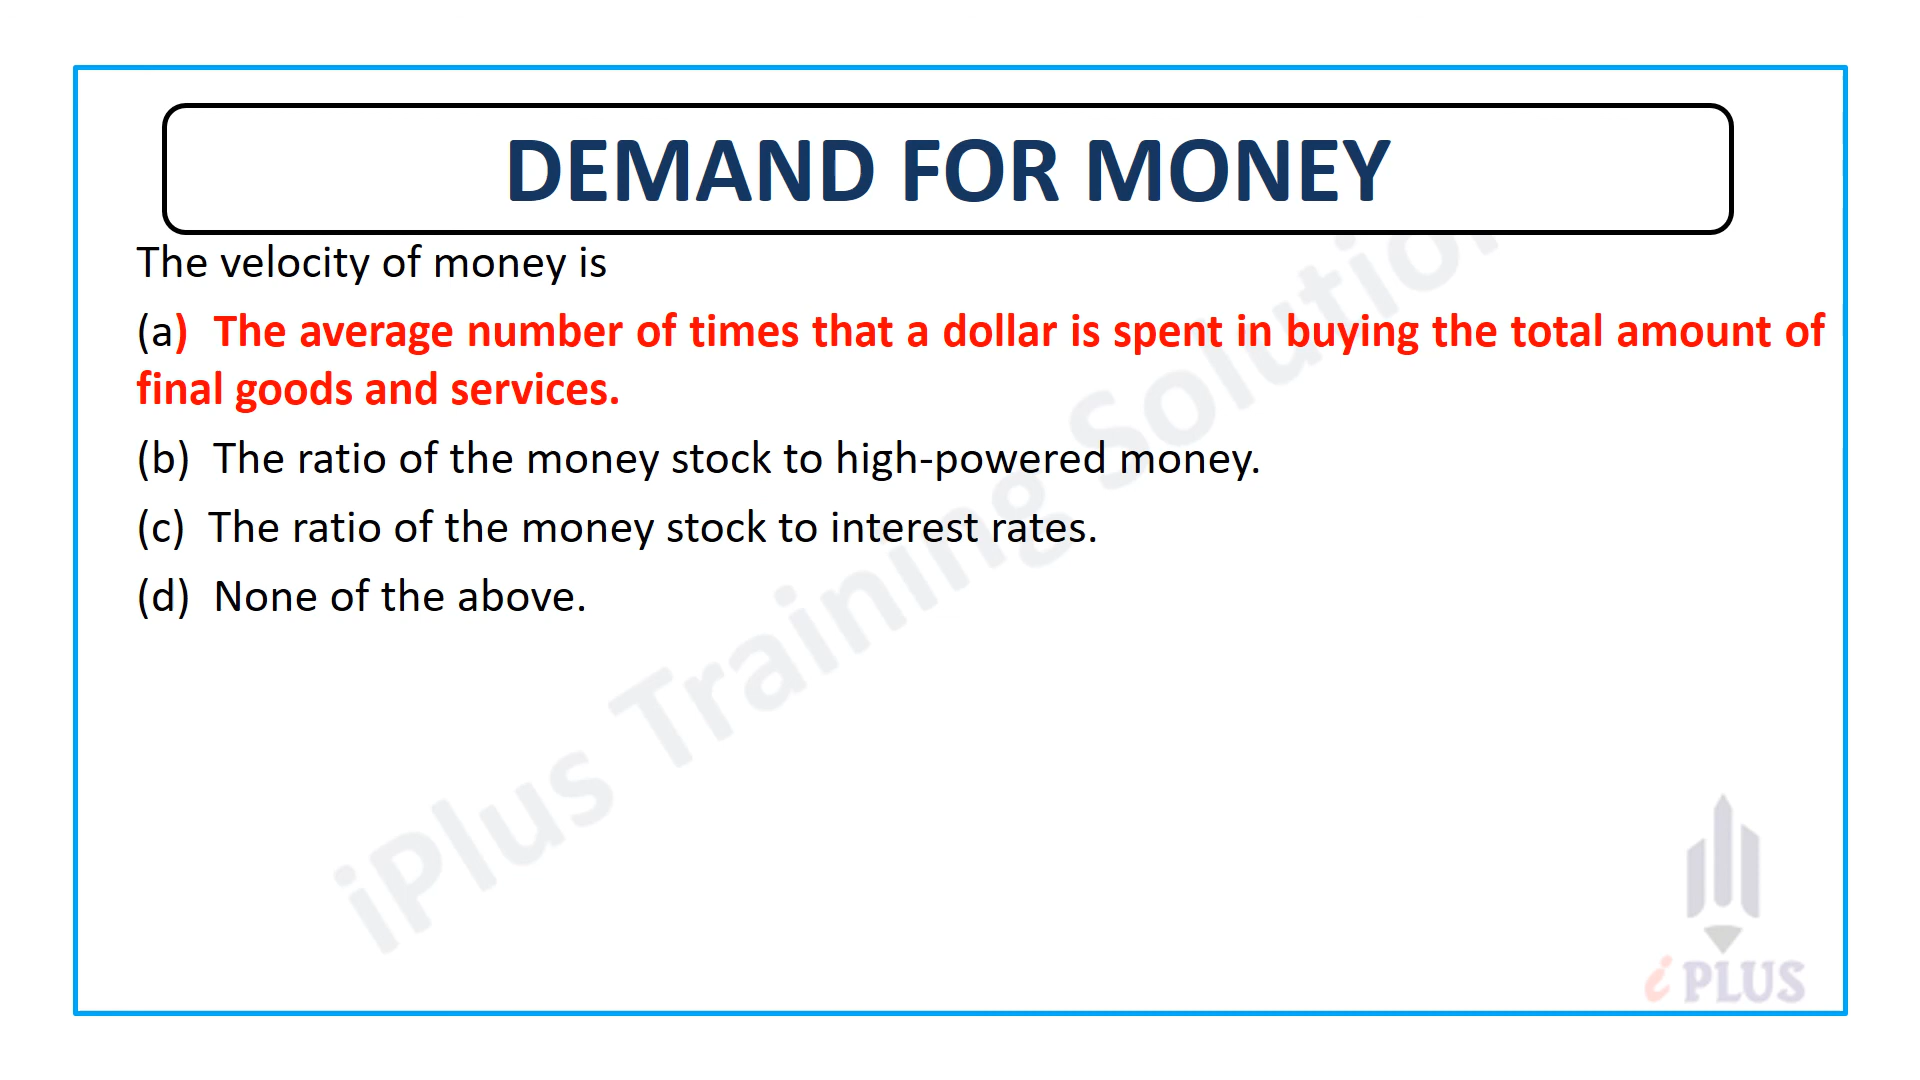 DEMAND FOR MONEY
The velocity of money is
(a) The average number of times that a dollar is spent in buying the total amount of
final goods and services.
(b) The ratio of the money stock to high-powered money.
(c) The ratio of the money stock to interest rates.
(d) None of the above.
iPlus Training Solution
i PLUS